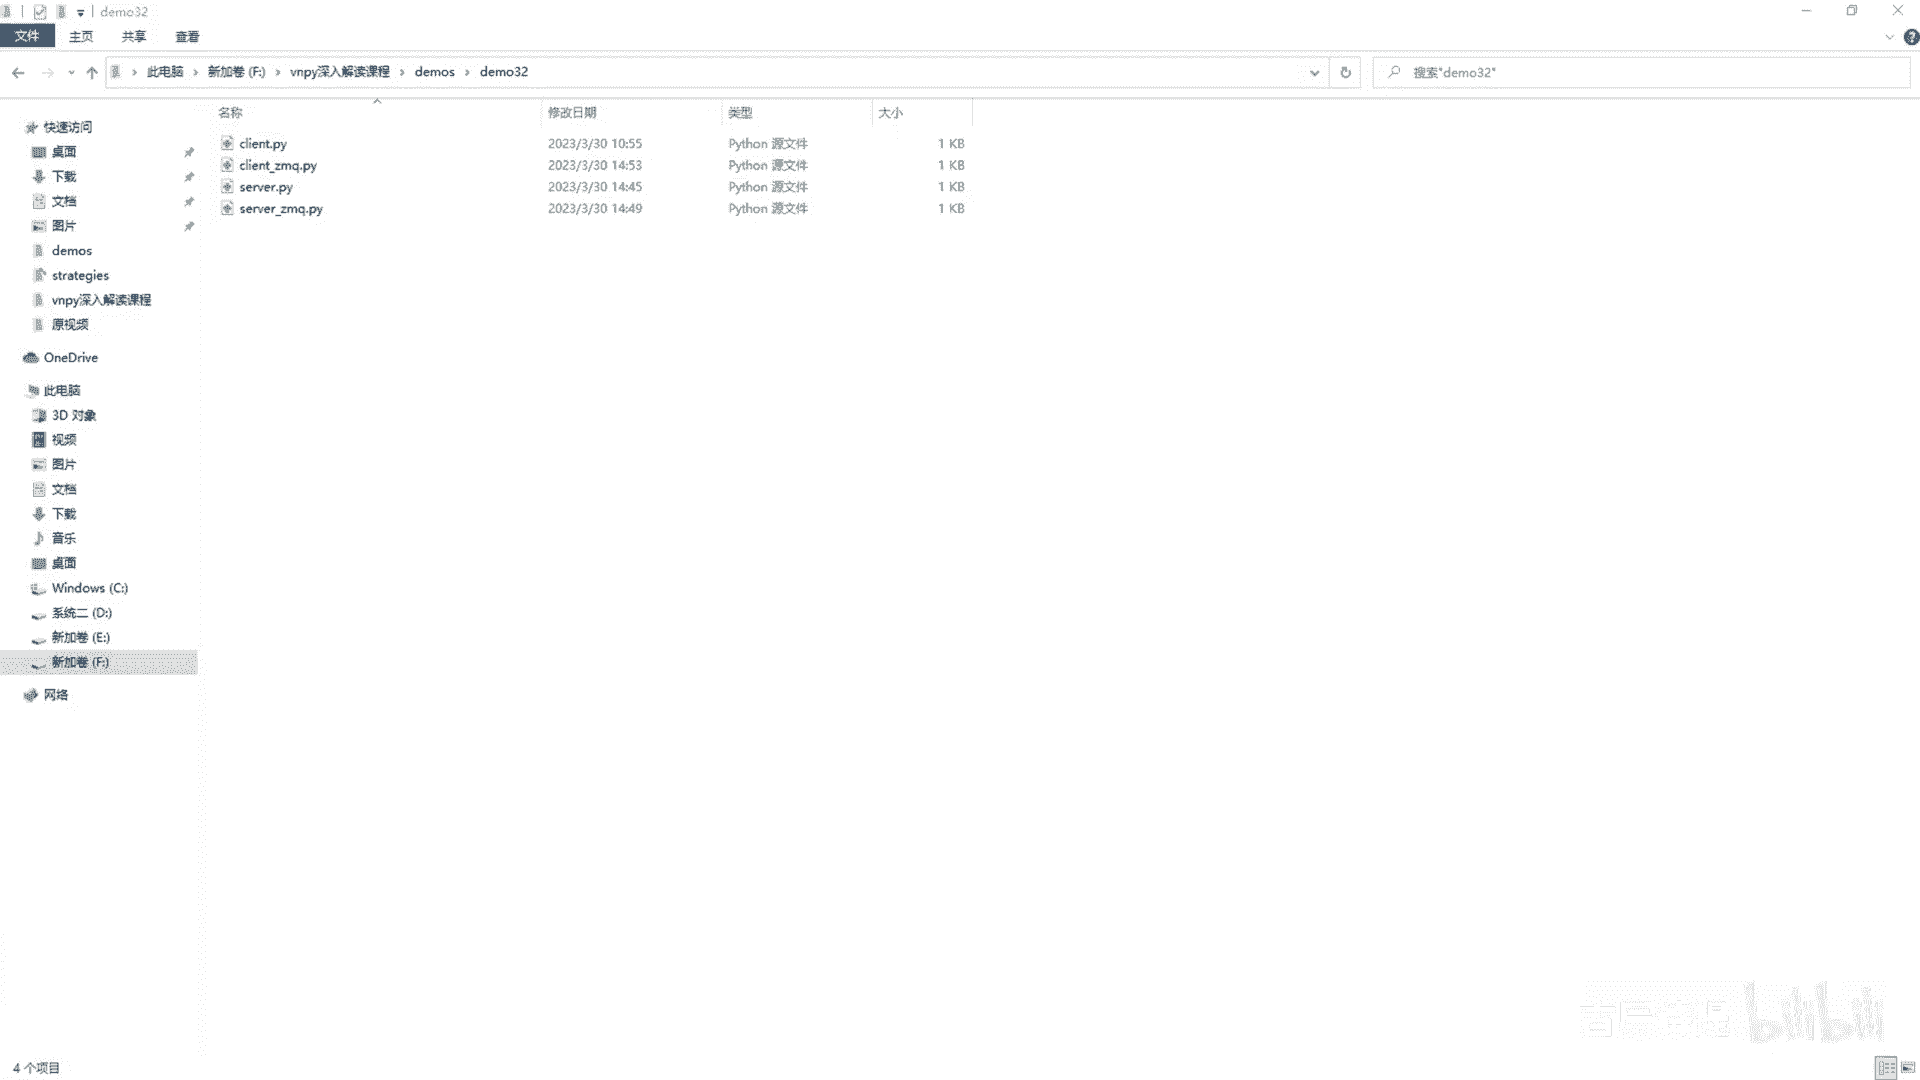 demo32
文件 主页 共享 查看
此电脑 › 新加卷 (F:) › vnpy深入解读课程 › demos › demo32
搜索"demo32"
名称 修改日期 类型 大小
client.py 2023/3/30 10:55 Python 源文件 1 KB
client_zmq.py 2023/3/30 14:53 Python 源文件 1 KB
server.py 2023/3/30 14:45 Python 源文件 1 KB
server_zmq.py 2023/3/30 14:49 Python 源文件 1 KB
快速访问
桌面
下载
文档
图片
demos
strategies
vnpy深入解读课程
原视频
OneDrive
此电脑
3D 对象
视频
图片
文档
下载
音乐
桌面
Windows (C:)
系统二 (D:)
新加卷 (E:)
新加卷 (F:)
网络
bilibili
4 个项目